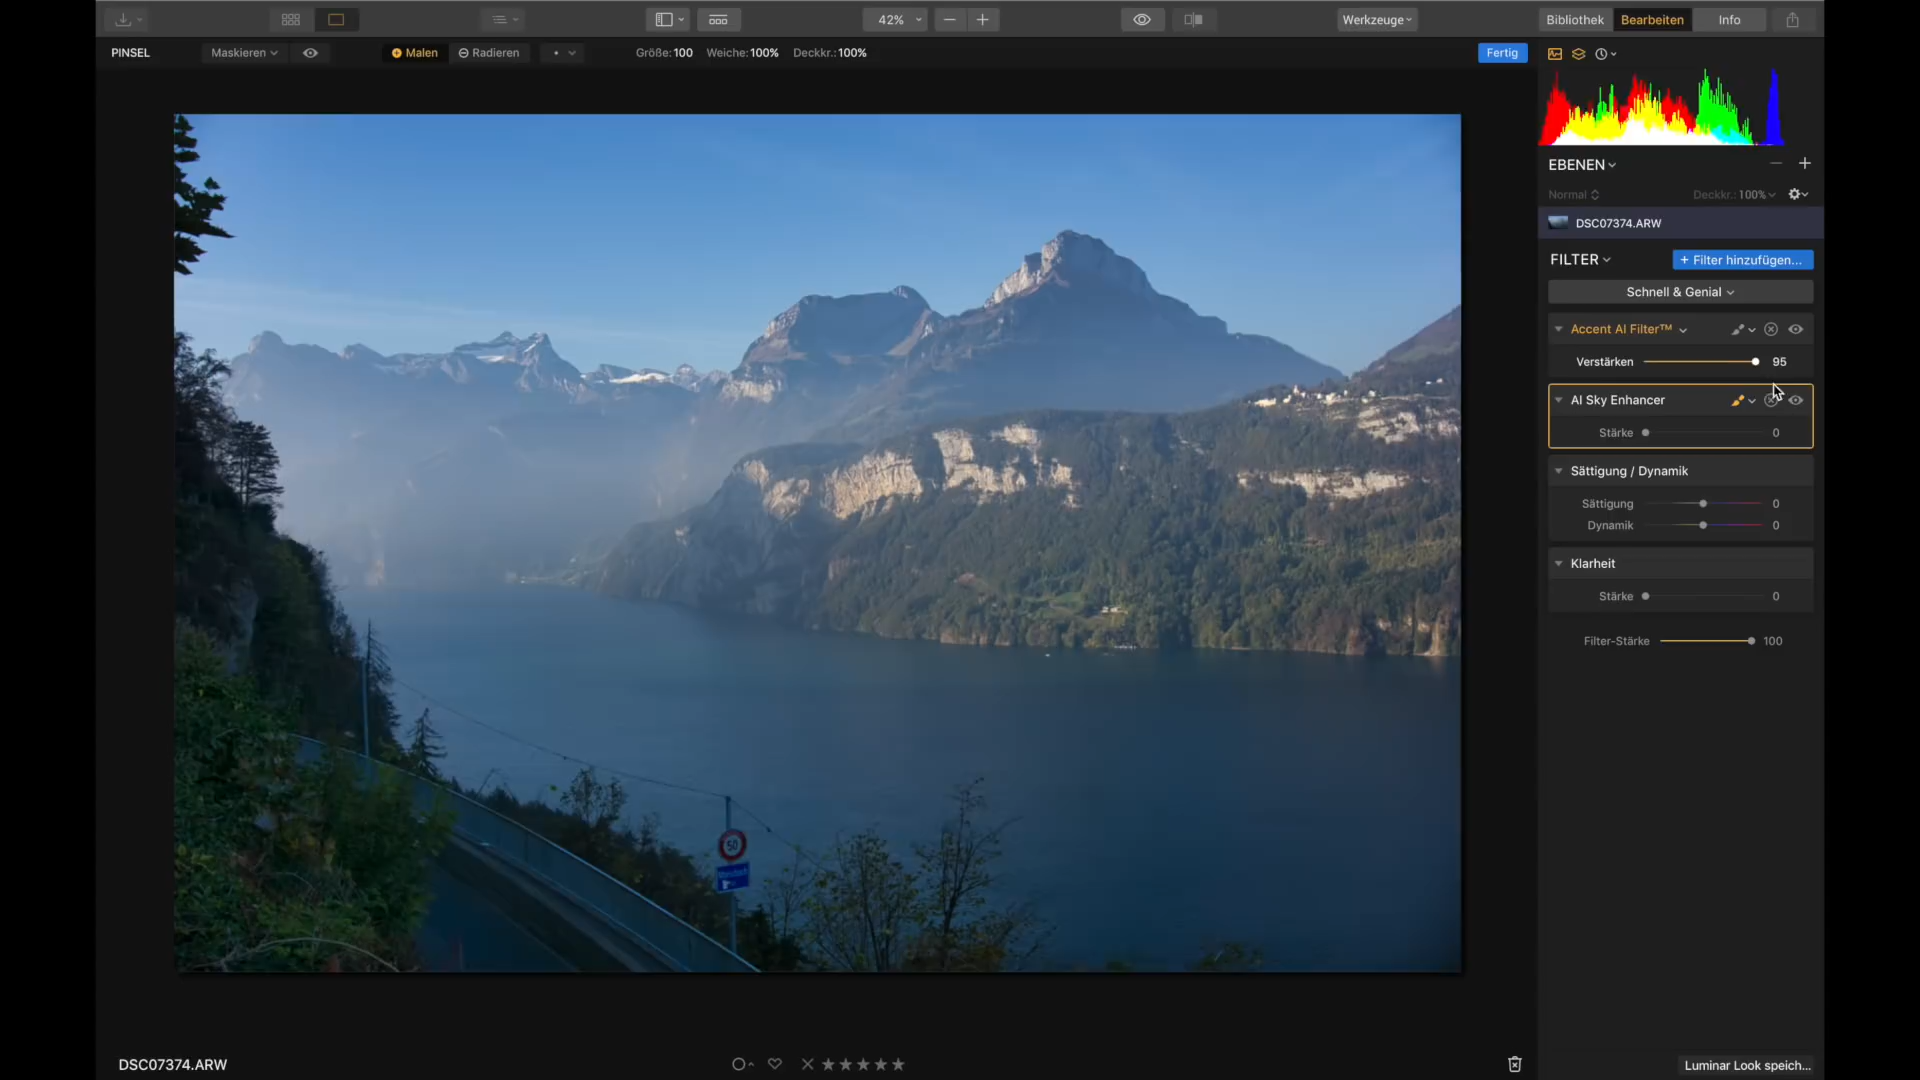 42%
Werkzeuge
Bibliothek
Bearbeiten
Info
PINSEL
Maskieren
Malen
Radieren
Größe:100
Weiche:100%
Deckkr.:100%
Fertig
EBENEN
Normal
Deckkr.: 100%
DSC07374.ARW
FILTER
+ Filter hinzufügen...
Schnell & Genial
Accent AI Filter™
Verstärken
95
AI Sky Enhancer
Stärke
0
Sättigung / Dynamik
Sättigung
0
Dynamik
0
Klarheit
Stärke
0
Filter-Stärke
100
50
DSC07374.ARW
Luminar Look speich...